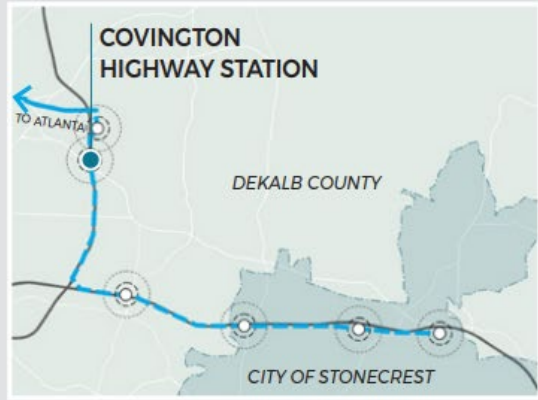 COVINGTON
HIGHWAY STATION
TO ATLANTA
DEKALB COUNTY
CITY OF STONECREST